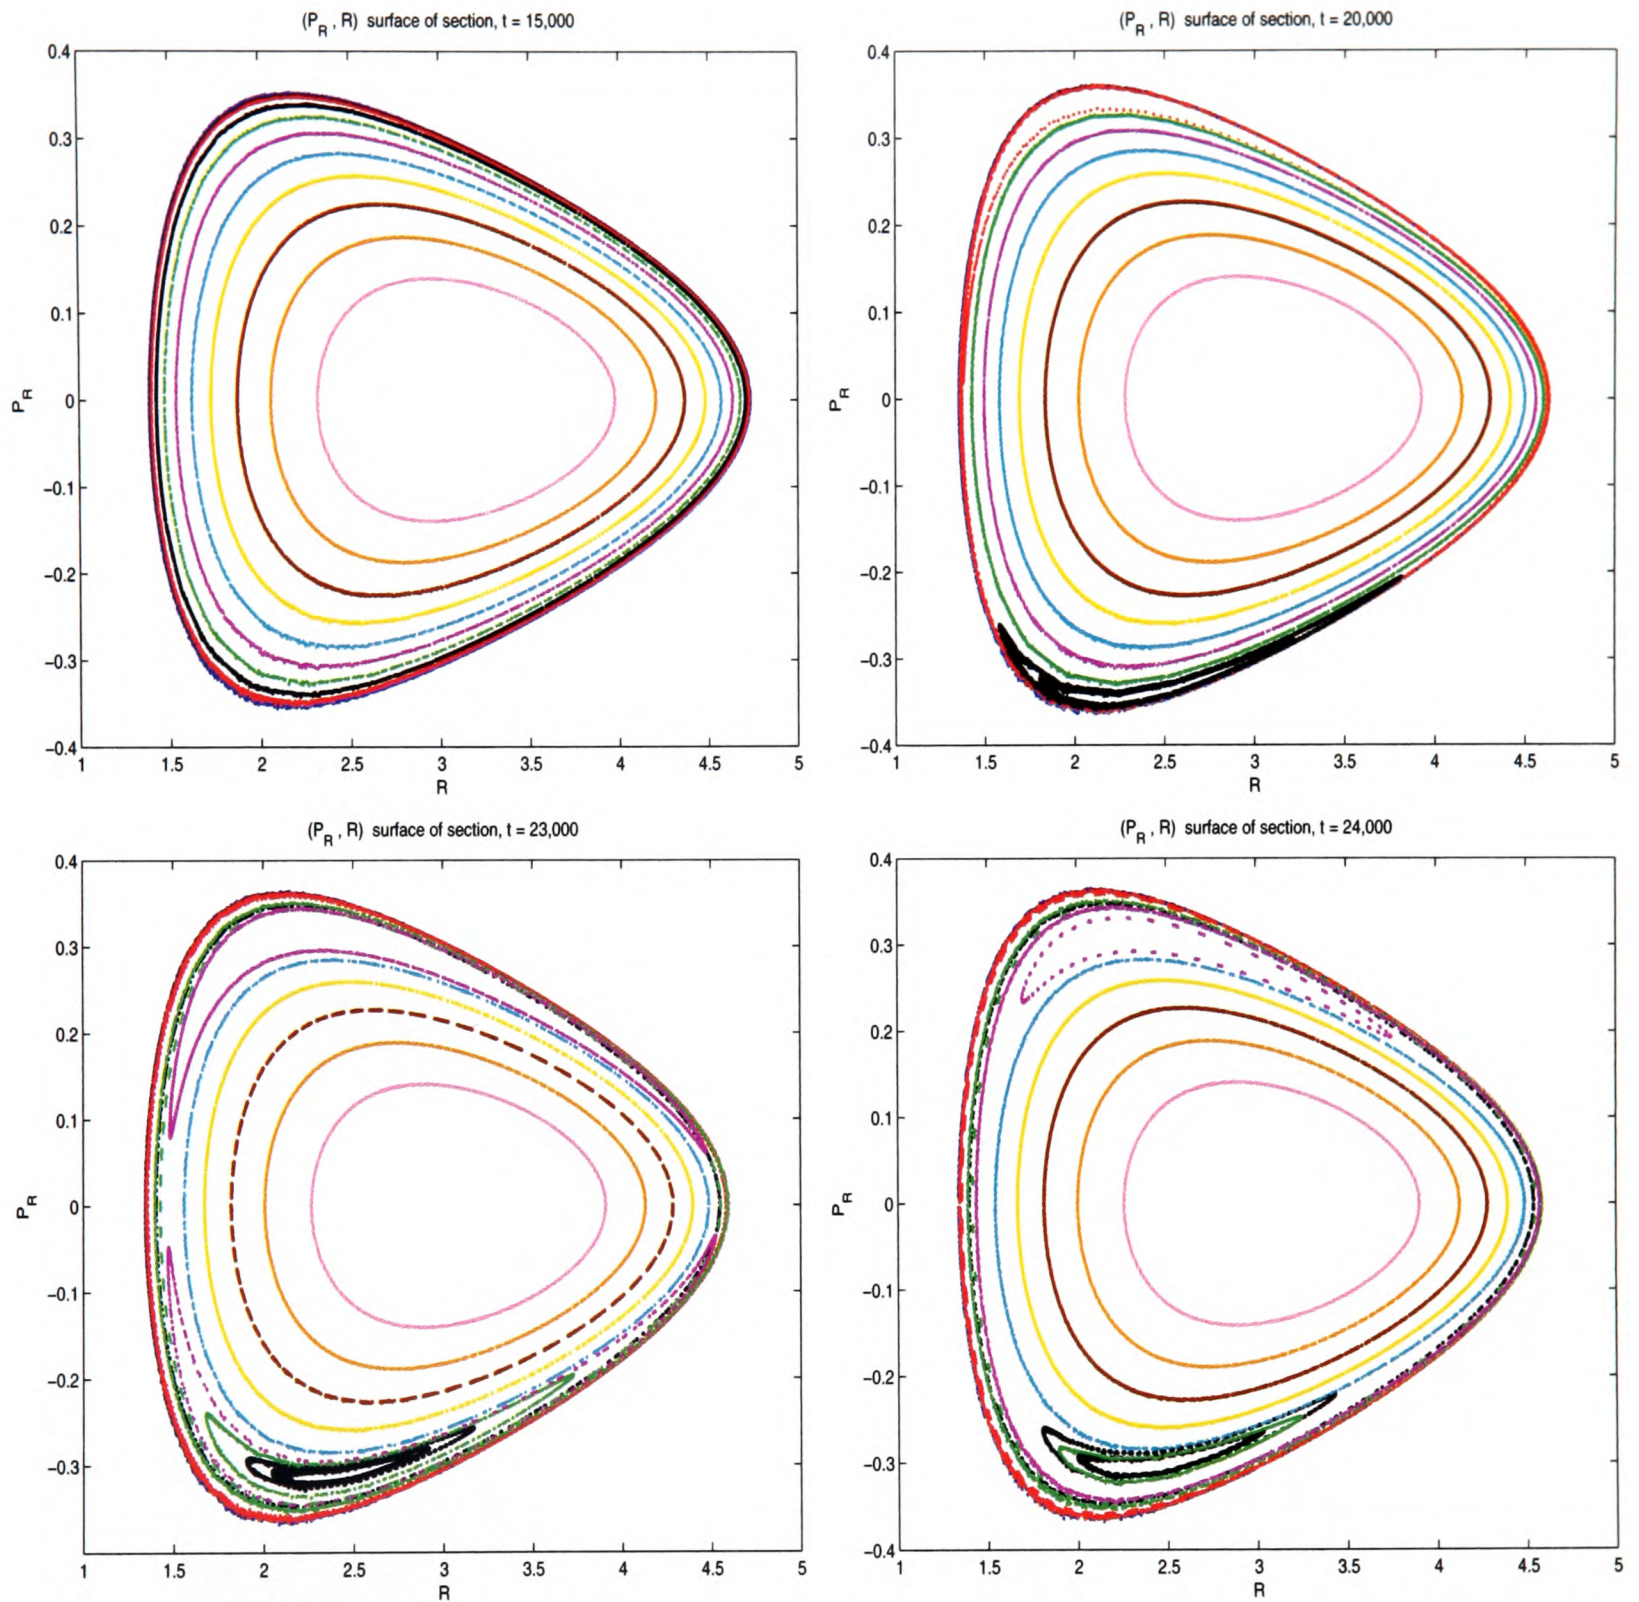 (P_R , R) surface of section, t = 15,000
0.4
0.3
0.2
0.1
0
−0.1
−0.2
−0.3
−0.4
P_R
1 1.5 2 2.5 3 3.5 4 4.5 5
R
(P_R , R) surface of section, t = 20,000
0.4
0.3
0.2
0.1
0
−0.1
−0.2
−0.3
−0.4
P_R
1 1.5 2 2.5 3 3.5 4 4.5 5
R
(P_R , R) surface of section, t = 23,000
0.4
0.3
0.2
0.1
0
−0.1
−0.2
−0.3
P_R
1 1.5 2 2.5 3 3.5 4 4.5 5
R
(P_R , R) surface of section, t = 24,000
0.4
0.3
0.2
0.1
0
−0.1
−0.2
−0.3
−0.4
P_R
1 1.5 2 2.5 3 3.5 4 4.5 5
R